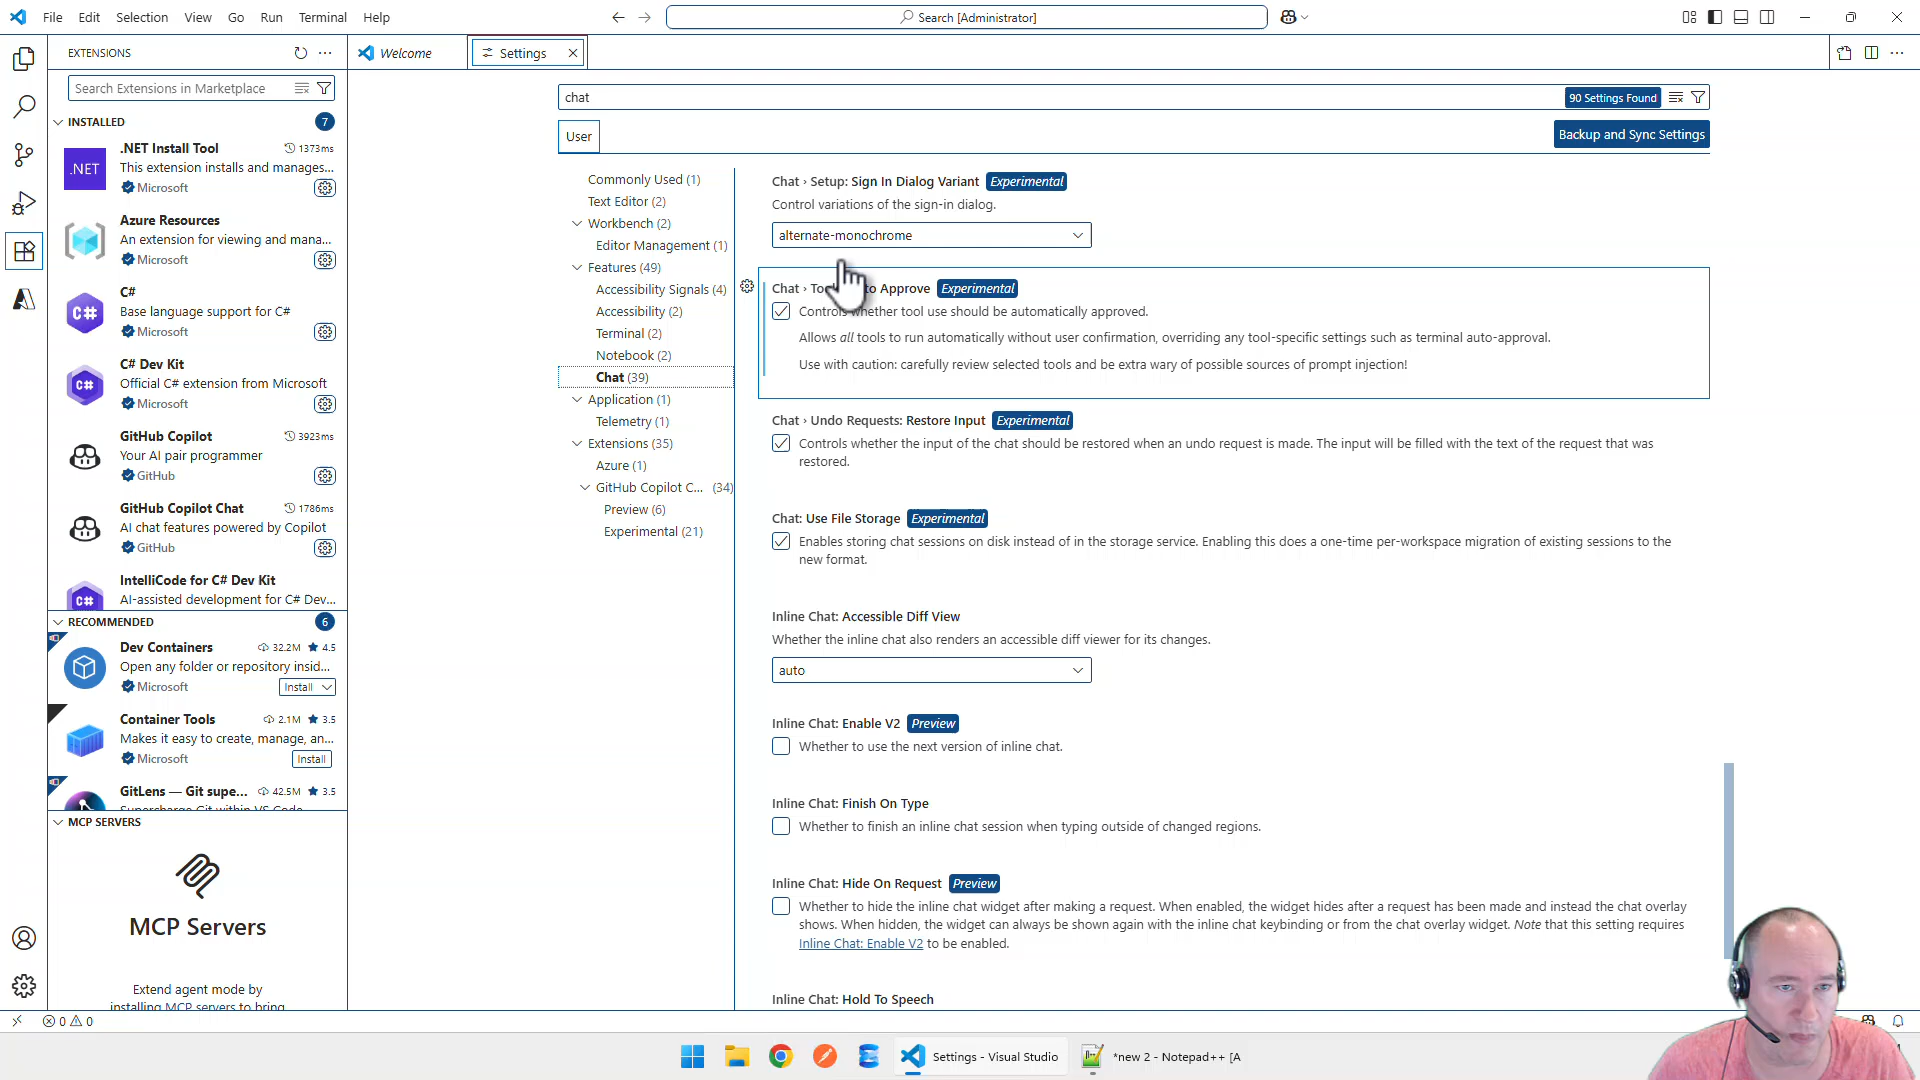 File Edit Selection View Go Run Terminal Help
Search [Administrator]
EXTENSIONS
Welcome
Settings
Search Extensions in Marketplace
chat
90 Settings Found
User
Backup and Sync Settings
INSTALLED 7
.NET Install Tool 1373ms
.NET
This extension installs and manages...
Microsoft
Azure Resources
An extension for viewing and mana...
Microsoft
C#
C#
Base language support for C#
Microsoft
C# Dev Kit
C#
Official C# extension from Microsoft
Microsoft
GitHub Copilot 3923ms
Your AI pair programmer
GitHub
GitHub Copilot Chat 1786ms
AI chat features powered by Copilot
GitHub
IntelliCode for C# Dev Kit
C#
AI-assisted development for C# Dev...
RECOMMENDED 6
Dev Containers 32.2M 4.5
Open any folder or repository insid...
Microsoft
Install
Container Tools 2.1M 3.5
Makes it easy to create, manage, an...
Microsoft
Install
GitLens — Git supe... 42.5M 3.5
Supercharge Git within VS Code
MCP SERVERS
MCP Servers
Extend agent mode by
installing MCP servers to bring
Commonly Used (1)
Text Editor (2)
Workbench (2)
Editor Management (1)
Features (49)
Accessibility Signals (4)
Accessibility (2)
Terminal (2)
Notebook (2)
Chat (39)
Application (1)
Telemetry (1)
Extensions (35)
Azure (1)
GitHub Copilot C... (34)
Preview (6)
Experimental (21)
Chat › Setup: Sign In Dialog Variant Experimental
Control variations of the sign-in dialog.
alternate-monochrome
Chat › To Approve Experimental
Controls whether tool use should be automatically approved.
Allows all tools to run automatically without user confirmation, overriding any tool-specific settings such as terminal auto-approval.
Use with caution: carefully review selected tools and be extra wary of possible sources of prompt injection!
Chat › Undo Requests: Restore Input Experimental
Controls whether the input of the chat should be restored when an undo request is made. The input will be filled with the text of the request that was
restored.
Chat: Use File Storage Experimental
Enables storing chat sessions on disk instead of in the storage service. Enabling this does a one-time per-workspace migration of existing sessions to the
new format.
Inline Chat: Accessible Diff View
Whether the inline chat also renders an accessible diff viewer for its changes.
auto
Inline Chat: Enable V2 Preview
Whether to use the next version of inline chat.
Inline Chat: Finish On Type
Whether to finish an inline chat session when typing outside of changed regions.
Inline Chat: Hide On Request Preview
Whether to hide the inline chat widget after making a request. When enabled, the widget hides after a request has been made and instead the chat overlay
shows. When hidden, the widget can always be shown again with the inline chat keybinding or from the chat overlay widget. Note that this setting requires
Inline Chat: Enable V2 to be enabled.
Inline Chat: Hold To Speech
0 0
Settings - Visual Studio
*new 2 - Notepad++ [A